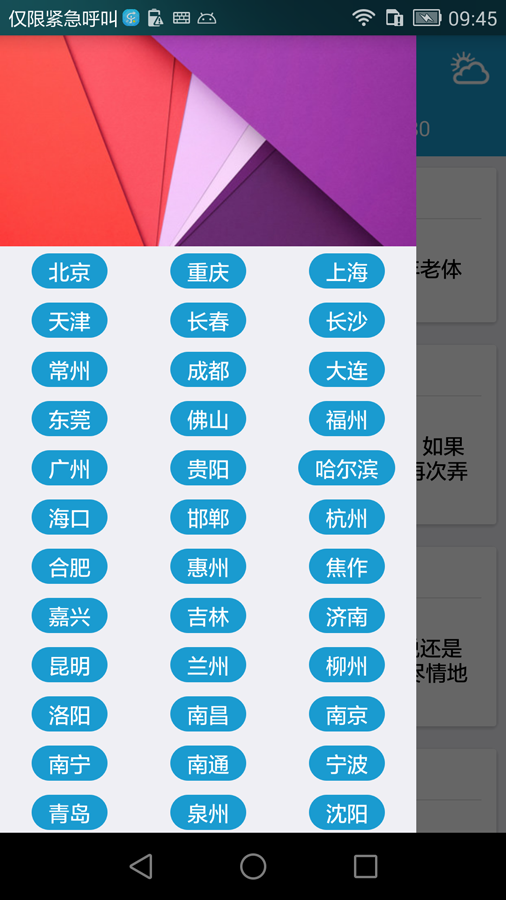 仅限紧急呼叫 09:45
30
北京 重庆 上海
老体
天津 长春 长沙
常州 成都 大连
东莞 佛山 福州
如果
广州 贵阳 哈尔滨
再次弄
海口 邯郸 杭州
合肥 惠州 焦作
嘉兴 吉林 济南
还是
昆明 兰州 柳州
尽情地
洛阳 南昌 南京
南宁 南通 宁波
青岛 泉州 沈阳